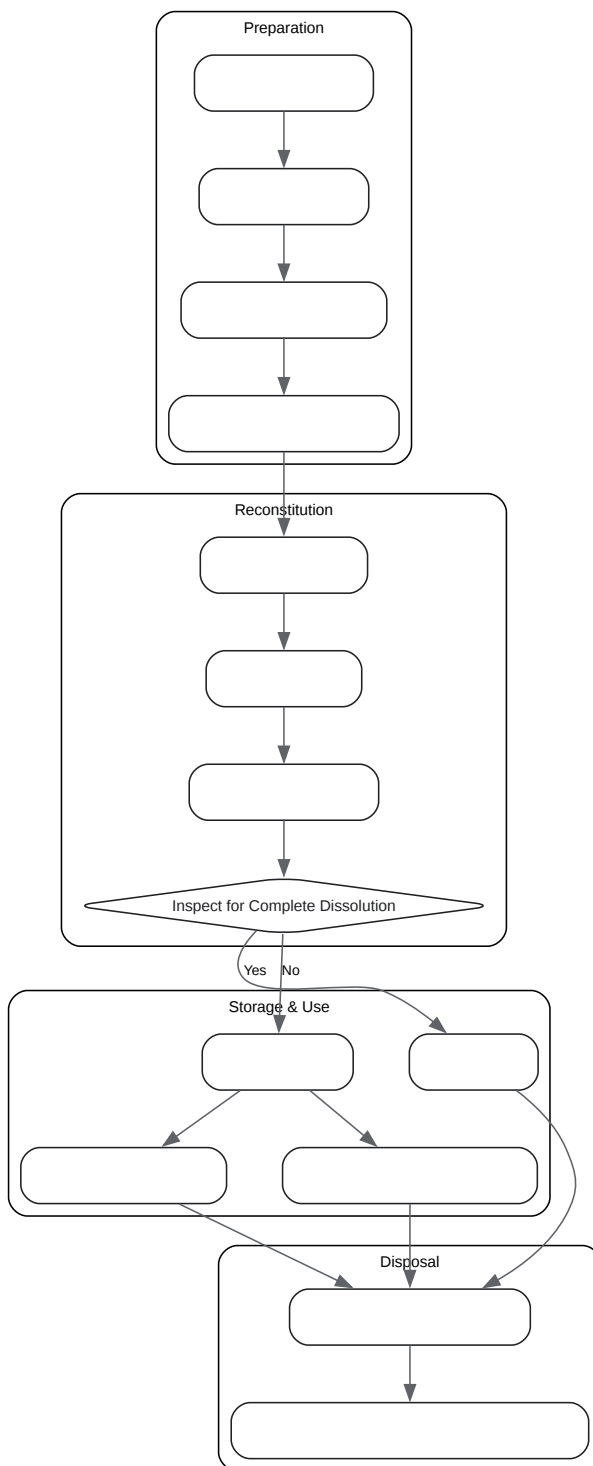 Preparation
Reconstitution
Inspect for Complete Dissolution
Yes No
Storage & Use
Disposal